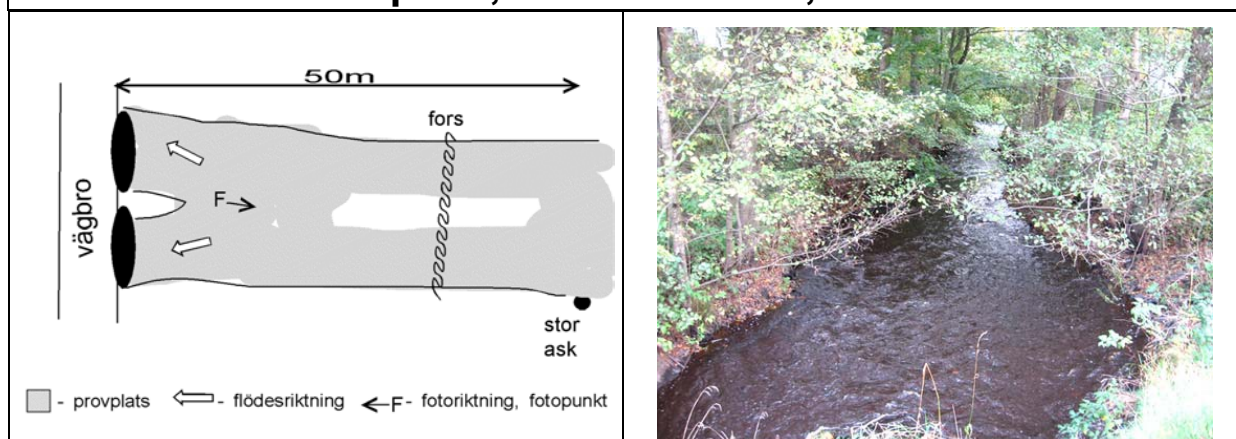 50m
fors
F
vägbro
stor
ask
- provplats - flödesriktning F - fotoriktning, fotopunkt